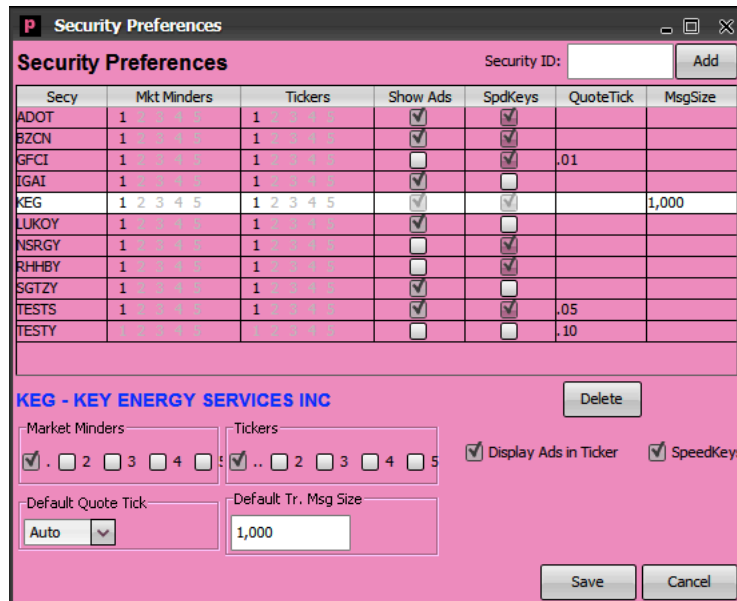 P Security Preferences
Security Preferences Security ID: Add
Secy Mkt Minders Tickers Show Ads SpdKeys QuoteTick MsgSize
ADOT 1 2 3 4 5 1 2 3 4 5
BZCN 1 2 3 4 5 1 2 3 4 5
GFCI 1 2 3 4 5 1 2 3 4 5 .01
IGAI 1 2 3 4 5 1 2 3 4 5
KEG 1 2 3 4 5 1 2 3 4 5 1,000
LUKOY 1 2 3 4 5 1 2 3 4 5
NSRGY 1 2 3 4 5 1 2 3 4 5
RHHBY 1 2 3 4 5 1 2 3 4 5
SGTZY 1 2 3 4 5 1 2 3 4 5
TESTS 1 2 3 4 5 1 2 3 4 5 .05
TESTY 1 2 3 4 5 1 2 3 4 5 .10
KEG - KEY ENERGY SERVICES INC Delete
Market Minders Tickers
. 2 3 4 5 .. 2 3 4 5 Display Ads in Ticker SpeedKey
Default Quote Tick Default Tr. Msg Size
Auto 1,000
Save Cancel